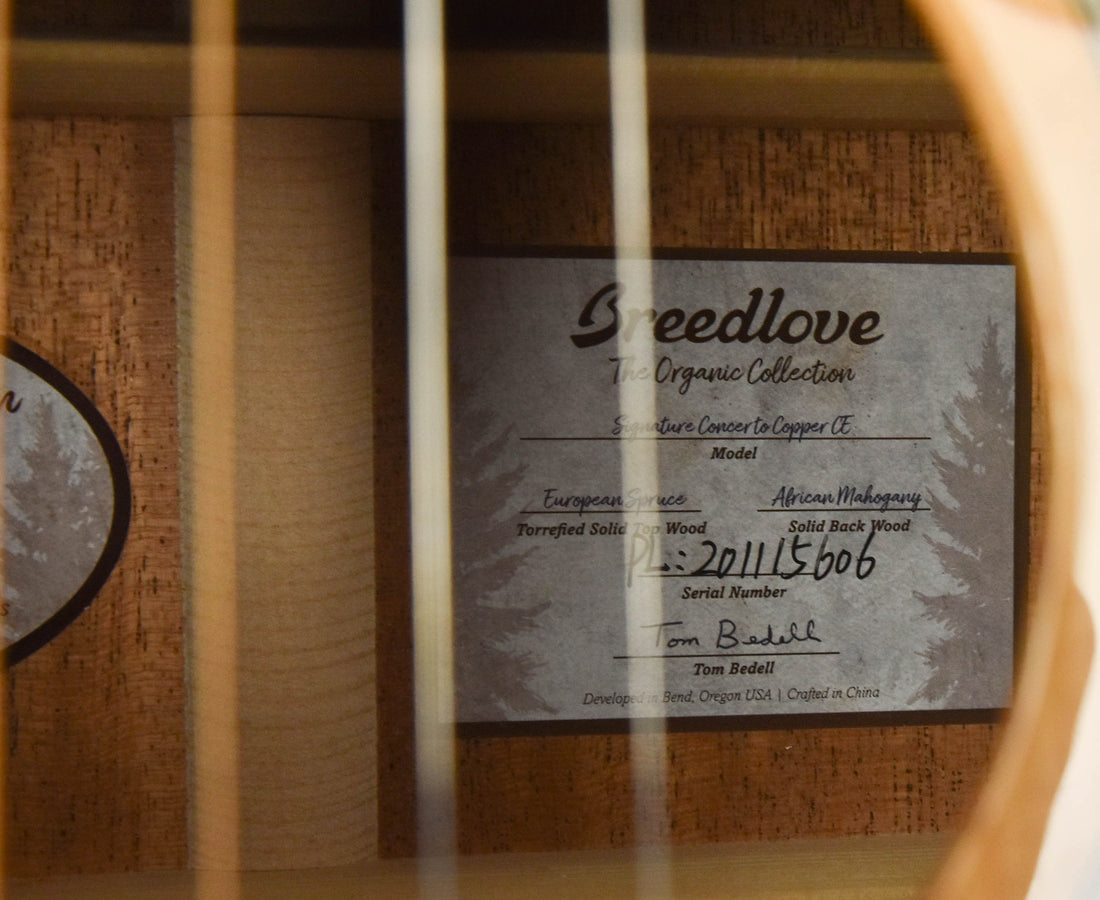 Breedlove
The Organic Collection
Signature Concerto Copper CE
Model
European Spruce African Mahogany
Torrefied Solid Top Wood Solid Back Wood
PL:201115606
Serial Number
Tom Bedell
Tom Bedell
Developed in Bend, Oregon USA | Crafted in China